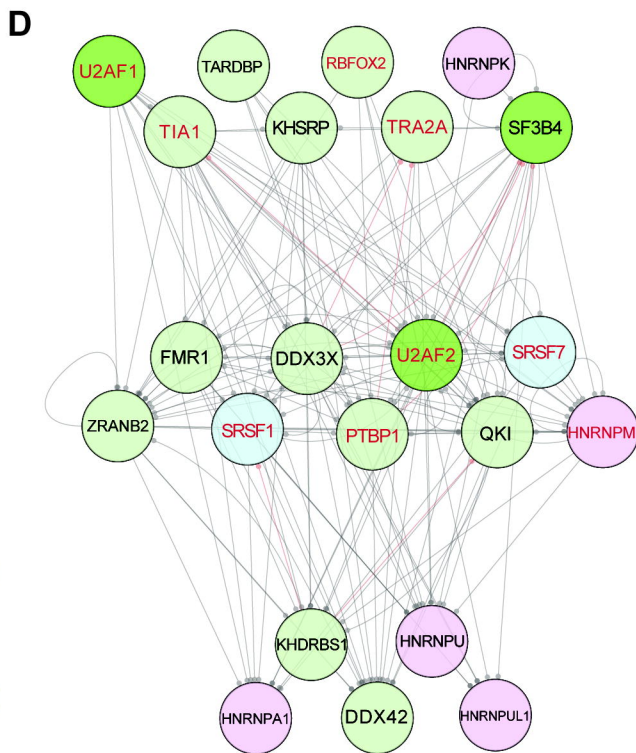 D
U2AF1
TARDBP
RBFOX2
HNRNPK
TIA1
KHSRP
TRA2A
SF3B4
FMR1
DDX3X
U2AF2
SRSF7
ZRANB2
SRSF1
PTBP1
QKI
HNRNPM
KHDRBS1
HNRNPU
HNRNPA1
DDX42
HNRNPUL1